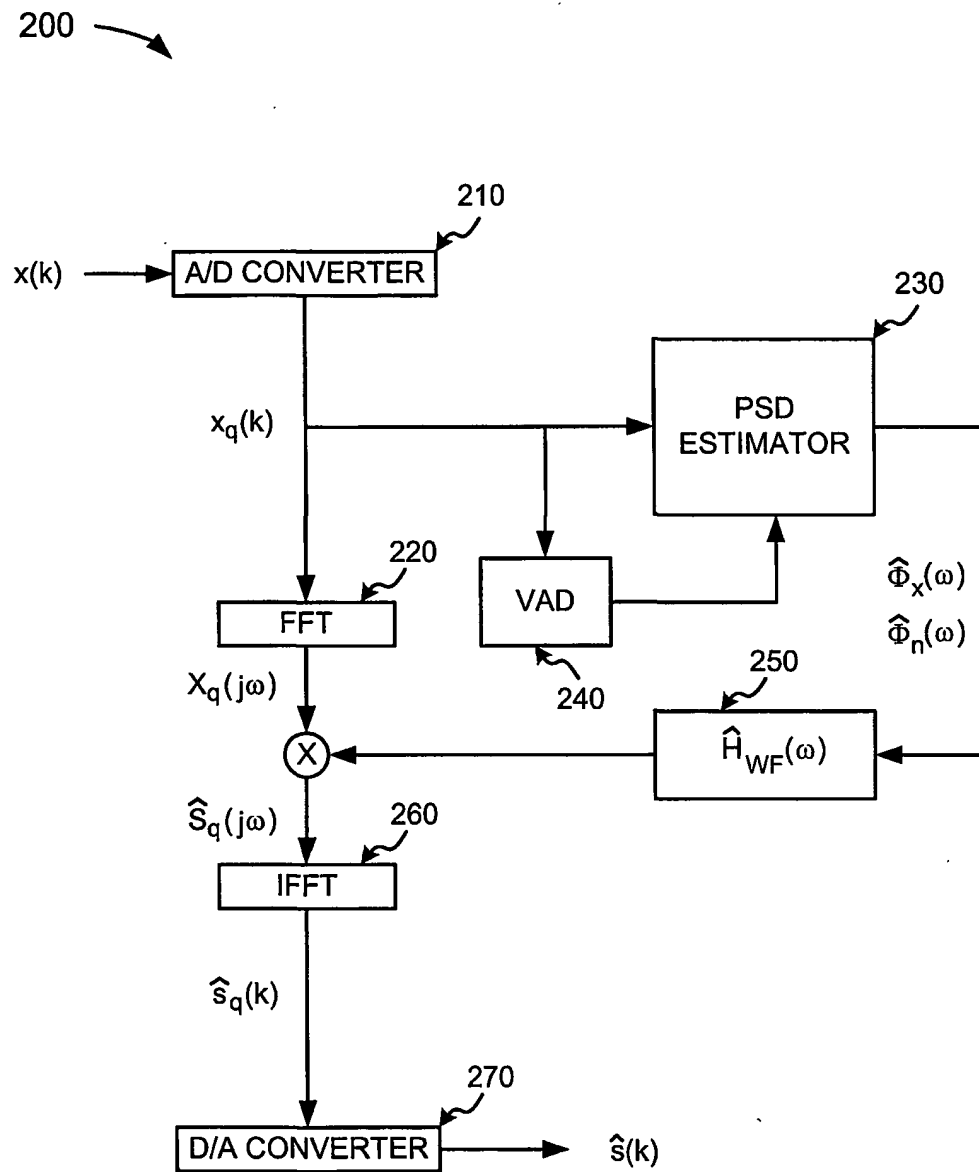 200
210
x(k)
A/D CONVERTER
230
PSD
ESTIMATOR
x_q(k)
220
FFT
VAD
240
Φ̂_x(ω)
Φ̂_n(ω)
X_q(jω)
250
Ĥ_WF(ω)
X
Ŝ_q(jω)
260
IFFT
ŝ_q(k)
270
D/A CONVERTER
ŝ(k)